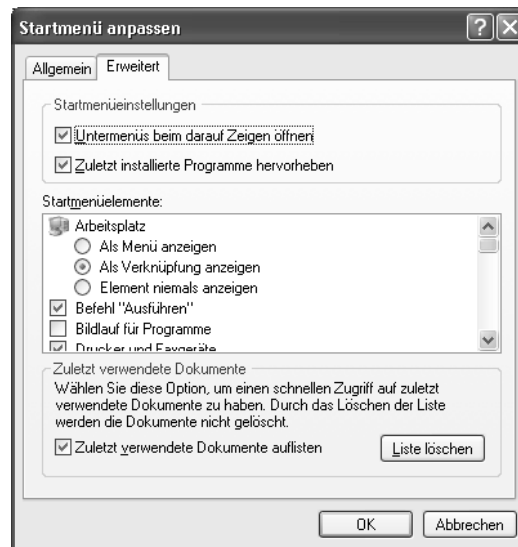 Startmenü anpassen
Allgemein
Erweitert
Startmenüeinstellungen
Untermenüs beim darauf Zeigen öffnen
Zuletzt installierte Programme hervorheben
Startmenüelemente:
Arbeitsplatz
Als Menü anzeigen
Als Verknüpfung anzeigen
Element niemals anzeigen
Befehl "Ausführen"
Bildlauf für Programme
Drucker und Faxgeräte
Zuletzt verwendete Dokumente
Wählen Sie diese Option, um einen schnellen Zugriff auf zuletzt
verwendete Dokumente zu haben. Durch das Löschen der Liste
werden die Dokumente nicht gelöscht.
Zuletzt verwendete Dokumente auflisten
Liste löschen
OK
Abbrechen